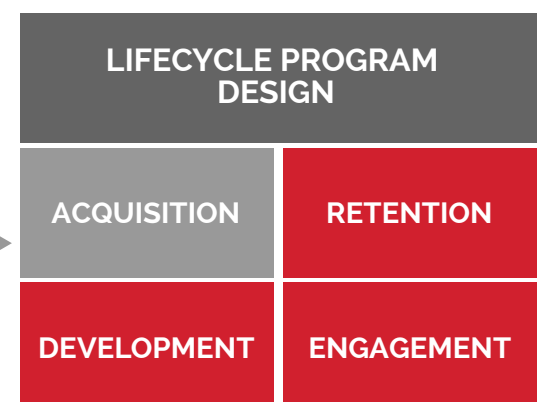 LIFECYCLE PROGRAM
DESIGN
ACQUISITION
RETENTION
DEVELOPMENT
ENGAGEMENT